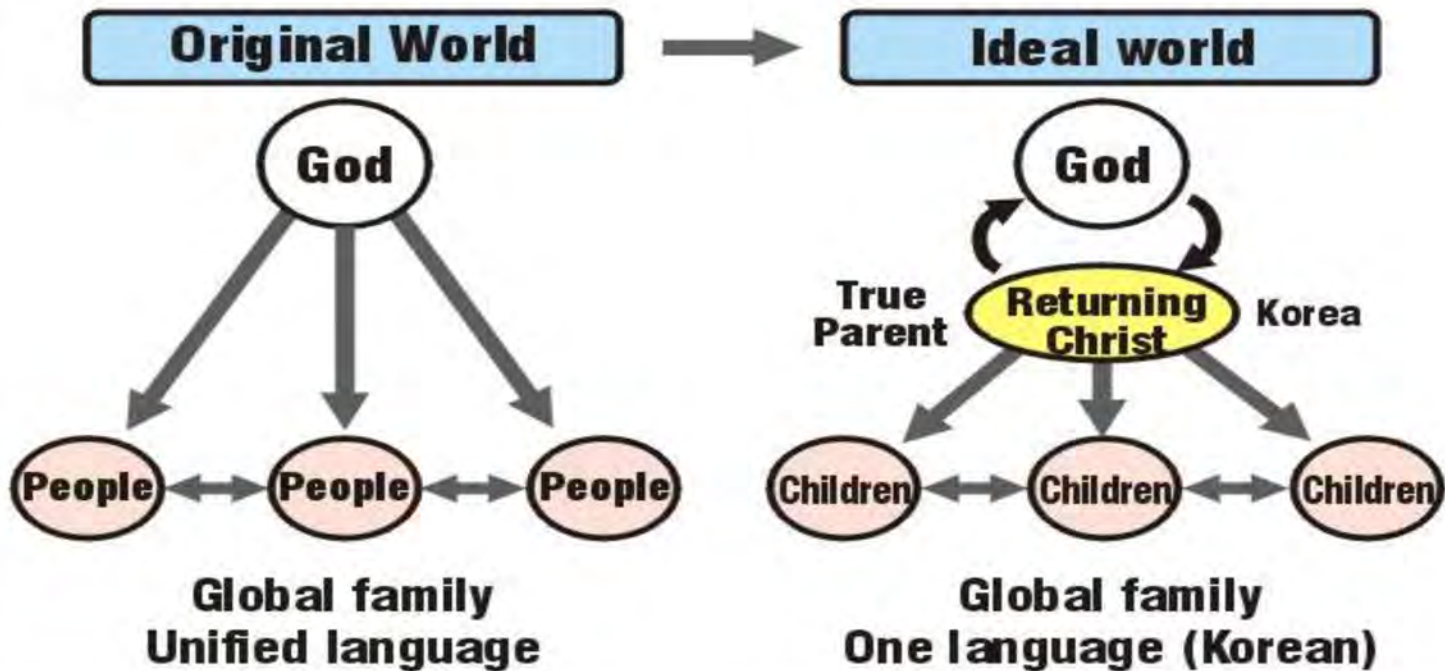 Original World
Ideal world
God
People
People
People
Global family
Unified language
God
True
Parent
Returning
Christ
Korea
Children
Children
Children
Global family
One language (Korean)